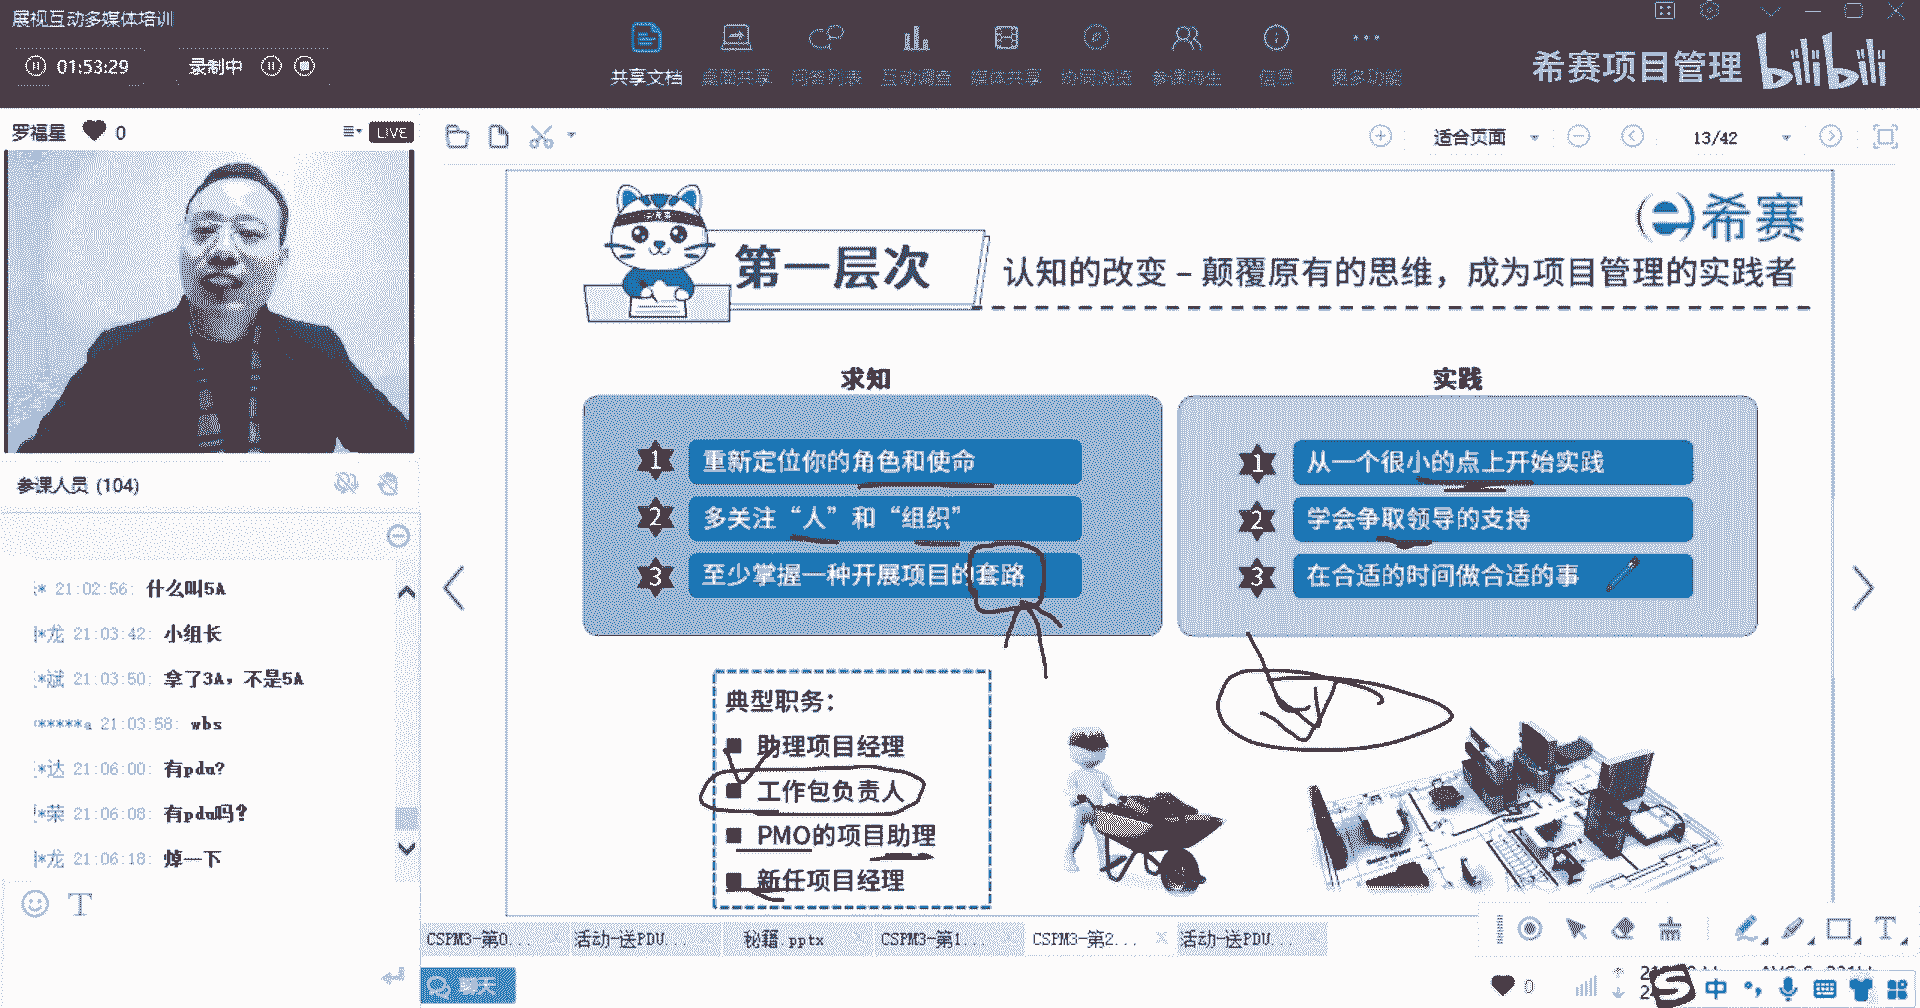 展视互动多媒体培训
01:53:29
录制中
共享文档
桌面共享
问答列表
互动调查
媒体共享
协同浏览
参课师生
信息
更多功能
希赛项目管理 bilibili
罗福星 0
LIVE
适合页面
13/42
希赛
第一层次
认知的改变 – 颠覆原有的思维，成为项目管理的实践者
求知
1 重新定位你的角色和使命
2 多关注“人”和“组织”
3 至少掌握一种开展项目的套路
实践
1 从一个很小的点上开始实践
2 学会争取领导的支持
3 在合适的时间做合适的事
典型职务：
助理项目经理
工作包负责人
PMO的项目助理
新任项目经理
参课人员 (104)
* 21:02:56: 什么叫5A
*龙 21:03:42: 小组长
*斌 21:03:50: 拿了3A，不是5A
*****a 21:03:58: wbs
*达 21:06:00: 有pdu?
*荣 21:06:08: 有pdu吗?
*龙 21:06:18: 焯一下
CSPM3-第0...
活动-送PDU...
秘籍.pptx
CSPM3-第1...
CSPM3-第2...
活动-送PDU...
聊天
0
中